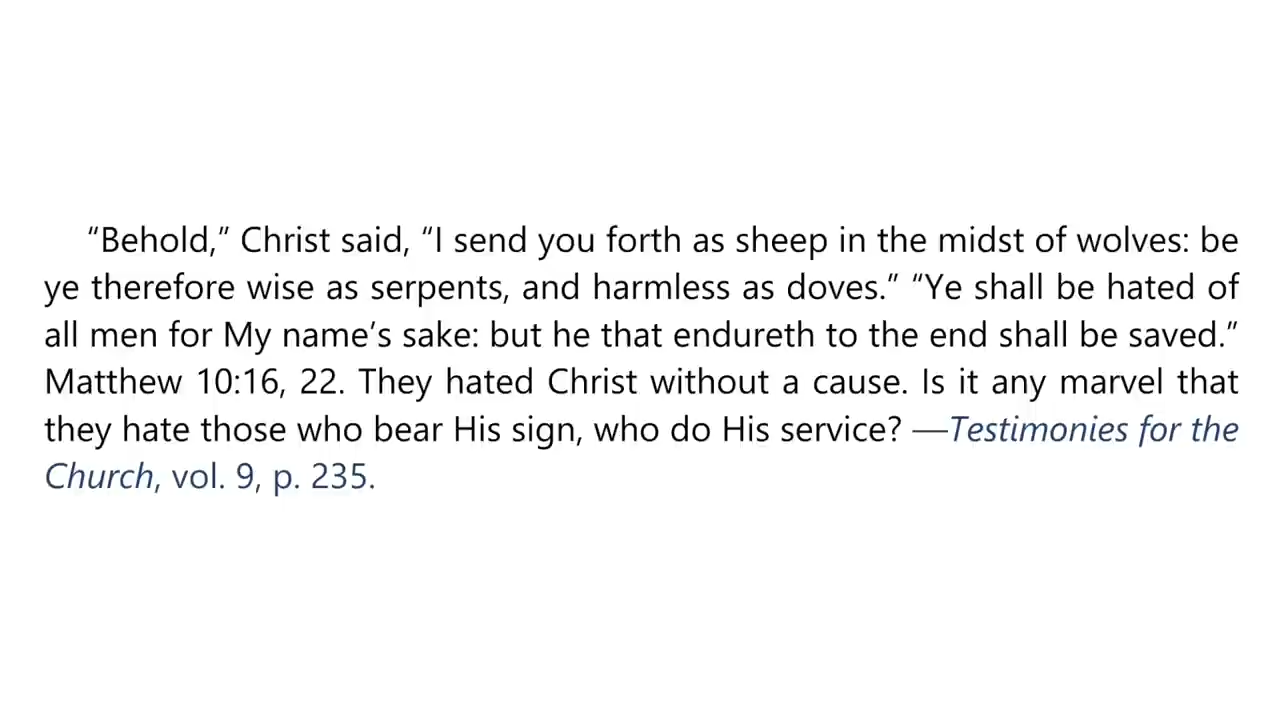 “Behold,” Christ said, “I send you forth as sheep in the midst of wolves: be
ye therefore wise as serpents, and harmless as doves.” “Ye shall be hated of
all men for My name’s sake: but he that endureth to the end shall be saved.”
Matthew 10:16, 22. They hated Christ without a cause. Is it any marvel that
they hate those who bear His sign, who do His service? —Testimonies for the
Church, vol. 9, p. 235.